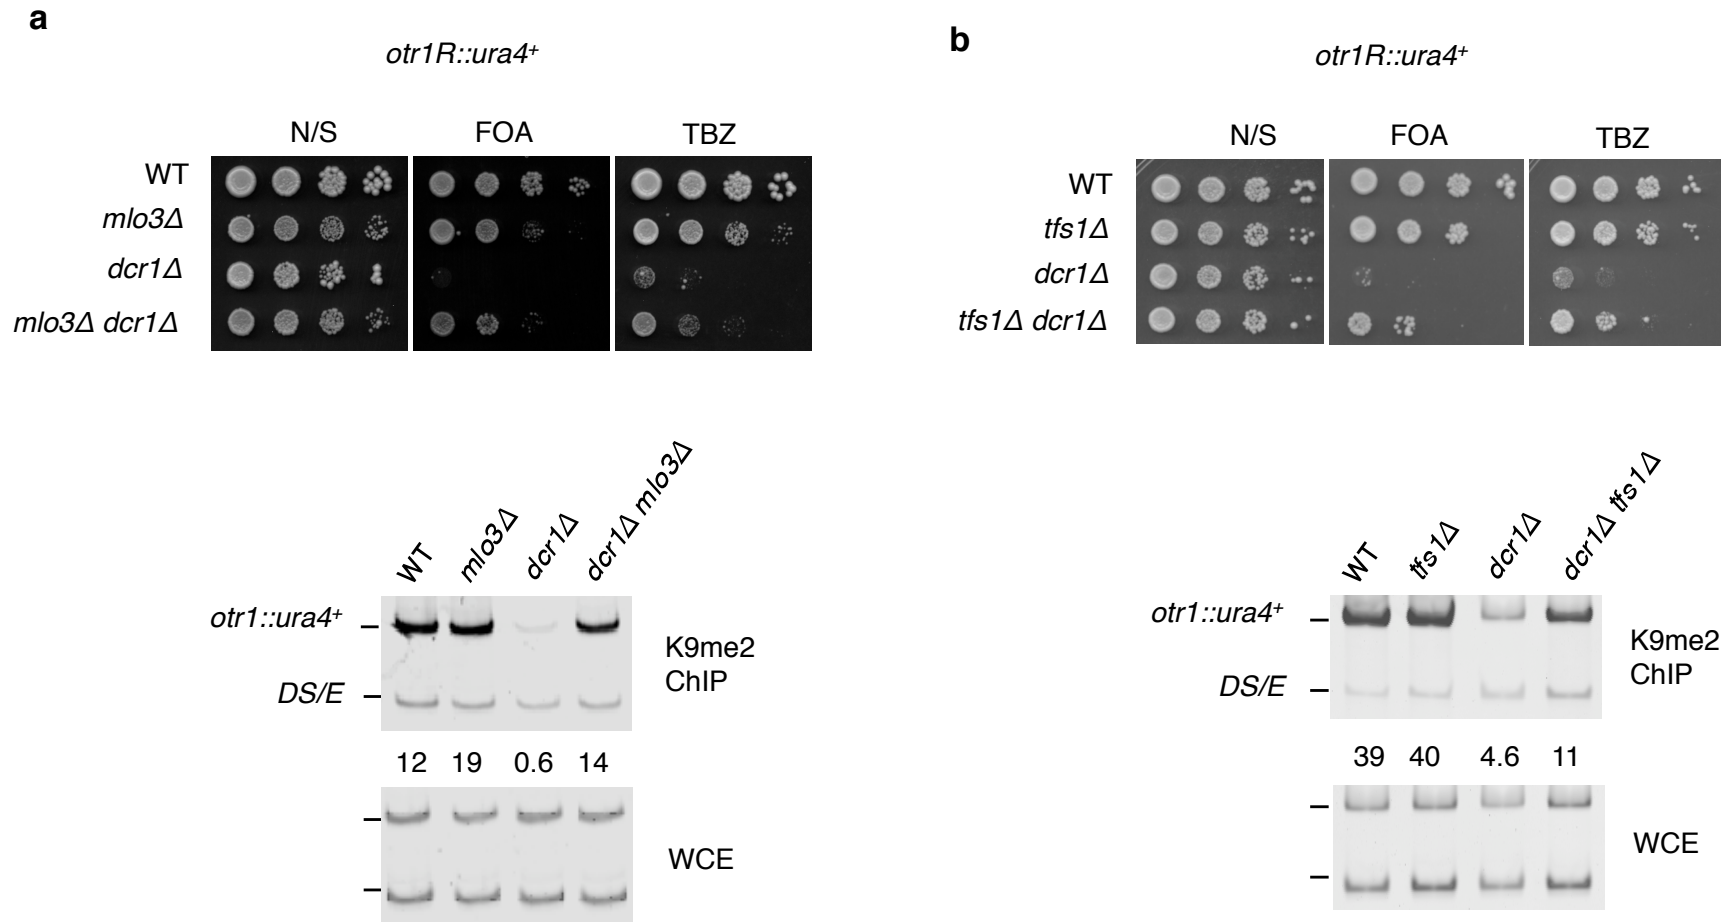 a
otr1R::ura4+
N/S FOA TBZ
WT
mlo3Δ
dcr1Δ
mlo3Δ dcr1Δ
WT mlo3Δ dcr1Δ dcr1Δ mlo3Δ
otr1::ura4+
DS/E
K9me2
ChIP
12 19 0.6 14
WCE
b
otr1R::ura4+
N/S FOA TBZ
WT
tfs1Δ
dcr1Δ
tfs1Δ dcr1Δ
WT tfs1Δ dcr1Δ dcr1Δ tfs1Δ
otr1::ura4+
DS/E
K9me2
ChIP
39 40 4.6 11
WCE